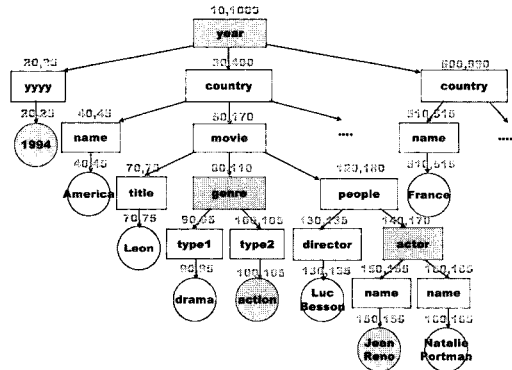 10,1000
year
20,25
30,400
500,990
yyyy
country
country
20,25
40,45
50,170
510,515
1994
name
movie
....
name
....
40,45
70,75
80,110
120,180
510,515
America
title
genre
people
France
70,75
90,95
100,105
130,135
140,170
Leon
type1
type2
director
actor
90,95
100,105
130,135
150,155
160,165
drama
action
Luc
Besson
name
name
150,155
160,165
Jean
Reno
Natalie
Portman